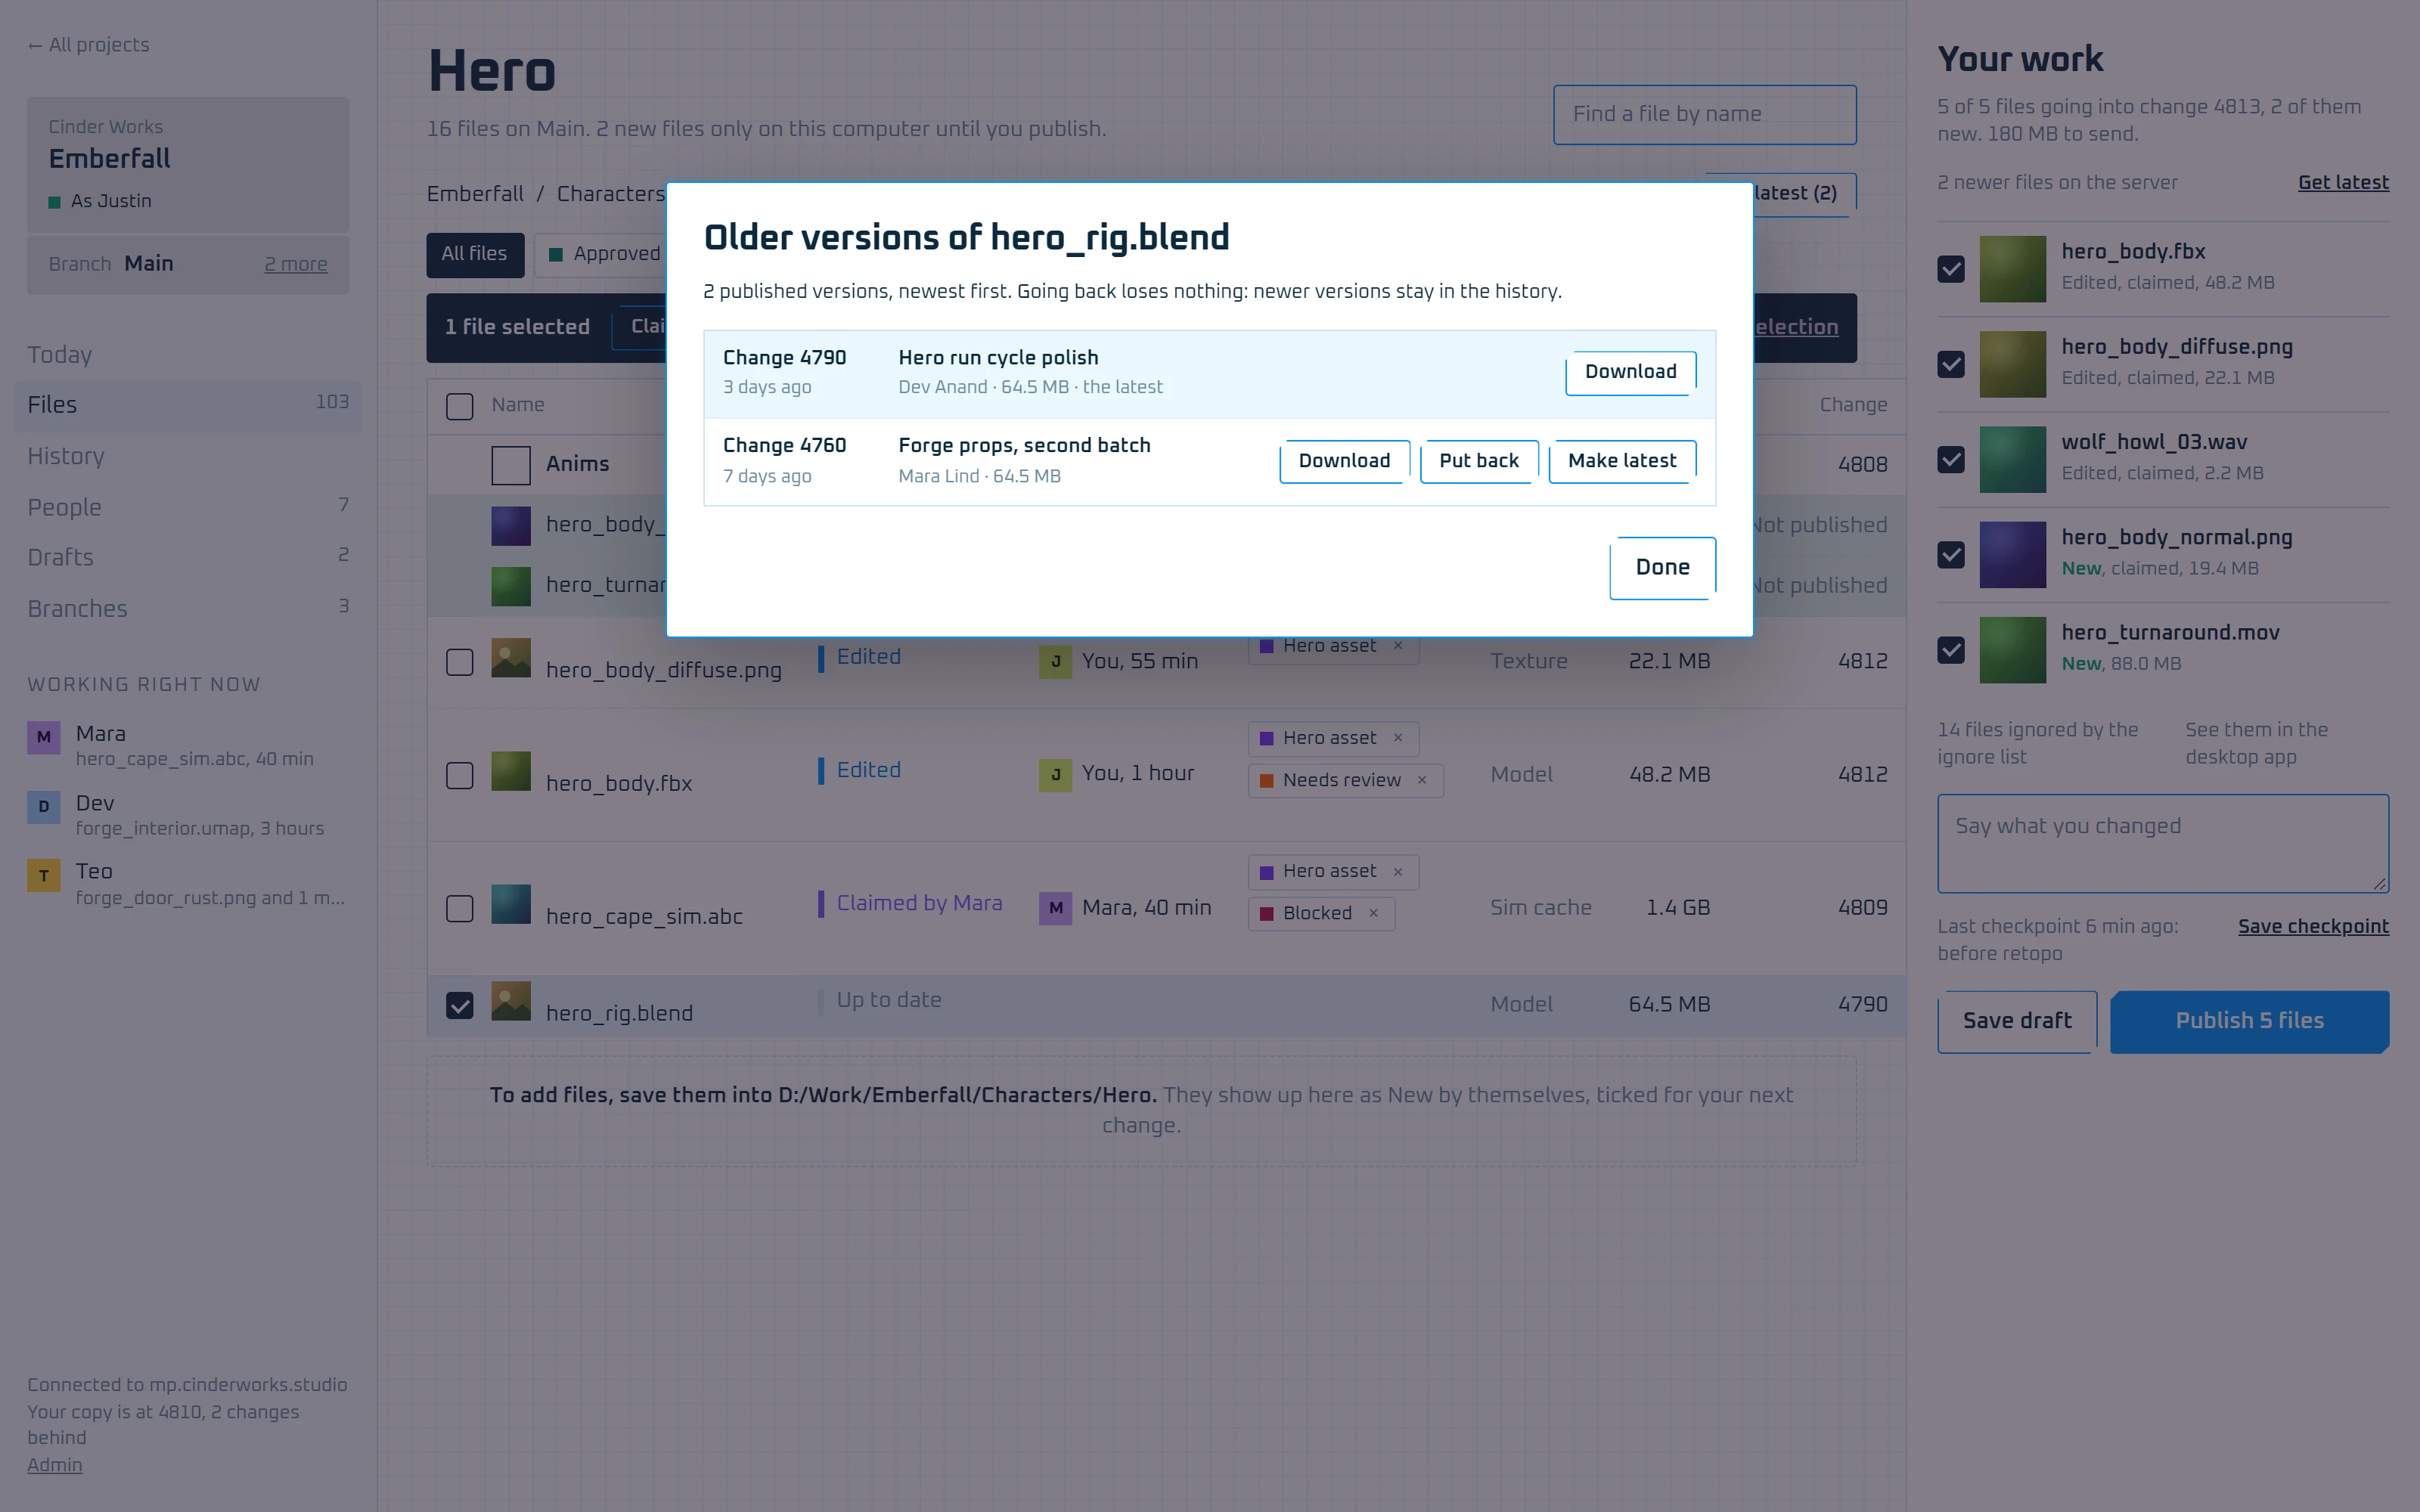 ← All projects
Cinder Works
Emberfall
As Justin
Branch Main 2 more
Today
Files 103
History
People 7
Drafts 2
Branches 3
WORKING RIGHT NOW
M Mara
hero_cape_sim.abc, 40 min
D Dev
forge_interior.umap, 3 hours
T Teo
forge_door_rust.png and 1 m...
Connected to mp.cinderworks.studio
Your copy is at 4810, 2 changes
behind
Admin
Hero
16 files on Main. 2 new files only on this computer until you publish.
Find a file by name
Emberfall / Characters
latest (2)
All files Approved
1 file selected
election
Name Change
Anims 4808
hero_body_ Not published
hero_turnar Not published
hero_body_diffuse.png Edited J You, 55 min Hero asset × Texture 22.1 MB 4812
hero_body.fbx Edited J You, 1 hour Hero asset × Needs review × Model 48.2 MB 4812
hero_cape_sim.abc Claimed by Mara M Mara, 40 min Hero asset × Blocked × Sim cache 1.4 GB 4809
hero_rig.blend Up to date Model 64.5 MB 4790
To add files, save them into D:/Work/Emberfall/Characters/Hero. They show up here as New by themselves, ticked for your next
change.
Older versions of hero_rig.blend
2 published versions, newest first. Going back loses nothing: newer versions stay in the history.
Change 4790 Hero run cycle polish
3 days ago Dev Anand · 64.5 MB · the latest
Download
Change 4760 Forge props, second batch
7 days ago Mara Lind · 64.5 MB
Download Put back Make latest
Done
Your work
5 of 5 files going into change 4813, 2 of them
new. 180 MB to send.
2 newer files on the server Get latest
hero_body.fbx
Edited, claimed, 48.2 MB
hero_body_diffuse.png
Edited, claimed, 22.1 MB
wolf_howl_03.wav
Edited, claimed, 2.2 MB
hero_body_normal.png
New, claimed, 19.4 MB
hero_turnaround.mov
New, 88.0 MB
14 files ignored by the
ignore list
See them in the
desktop app
Say what you changed
Last checkpoint 6 min ago:
before retopo
Save checkpoint
Save draft Publish 5 files